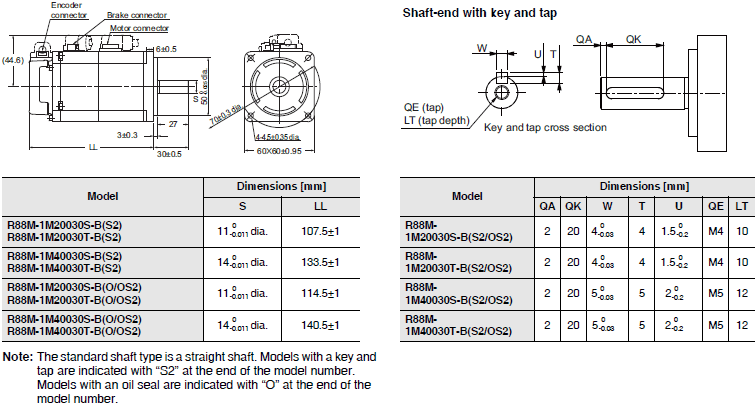 Encoder
connector
Brake connector
Motor connector
(44.6)
6±0.5
S
70±0.3 dia.
3±0.3
27
LL
30±0.5
4-4.5±0.35 dia.
60X60±0.95
Shaft-end with key and tap
QA
QK
W
U
T
QE (tap)
LT (tap depth)
Key and tap cross section
Model
Dimensions [mm]
S
LL
R88M-1M20030S-B(S2)
R88M-1M20030T-B(S2)
11 0 -0.011 dia.
107.5±1
R88M-1M40030S-B(S2)
R88M-1M40030T-B(S2)
14 0 -0.011 dia.
133.5±1
R88M-1M20030S-B(O/OS2)
R88M-1M20030T-B(O/OS2)
11 0 -0.011 dia.
114.5±1
R88M-1M40030S-B(O/OS2)
R88M-1M40030T-B(O/OS2)
14 0 -0.011 dia.
140.5±1
Note: The standard shaft type is a straight shaft. Models with a key and
tap are indicated with “S2” at the end of the model number.
Models with an oil seal are indicated with “O” at the end of the
model number.
Model
Dimensions [mm]
QA QK W T U QE LT
R88M-
1M20030S-B(S2/OS2)
2 20 4 0 -0.03 4 1.5 0 -0.2 M4 10
R88M-
1M20030T-B(S2/OS2)
2 20 4 0 -0.03 4 1.5 0 -0.2 M4 10
R88M-
1M40030S-B(S2/OS2)
2 20 5 0 -0.03 5 2 0 -0.2 M5 12
R88M-
1M40030T-B(S2/OS2)
2 20 5 0 -0.03 5 2 0 -0.2 M5 12